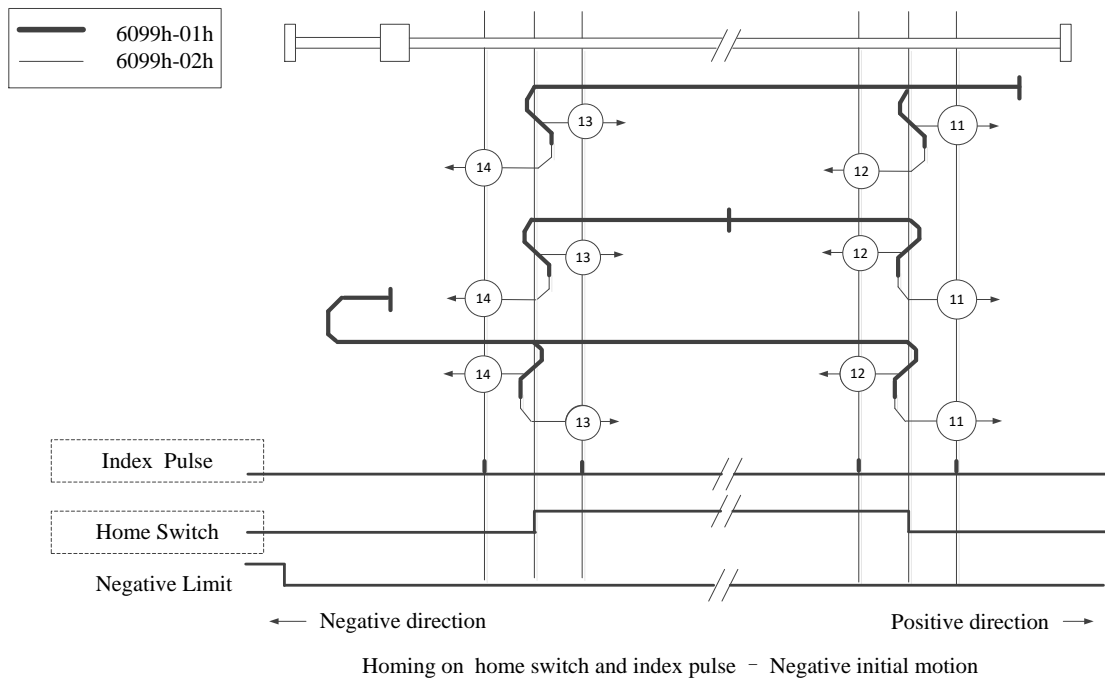 6099h-01h
6099h-02h
13
11
14
12
13
12
14
11
14
12
13
11
Index Pulse
Home Switch
Negative Limit
Negative direction
Positive direction
Homing on home switch and index pulse - Negative initial motion